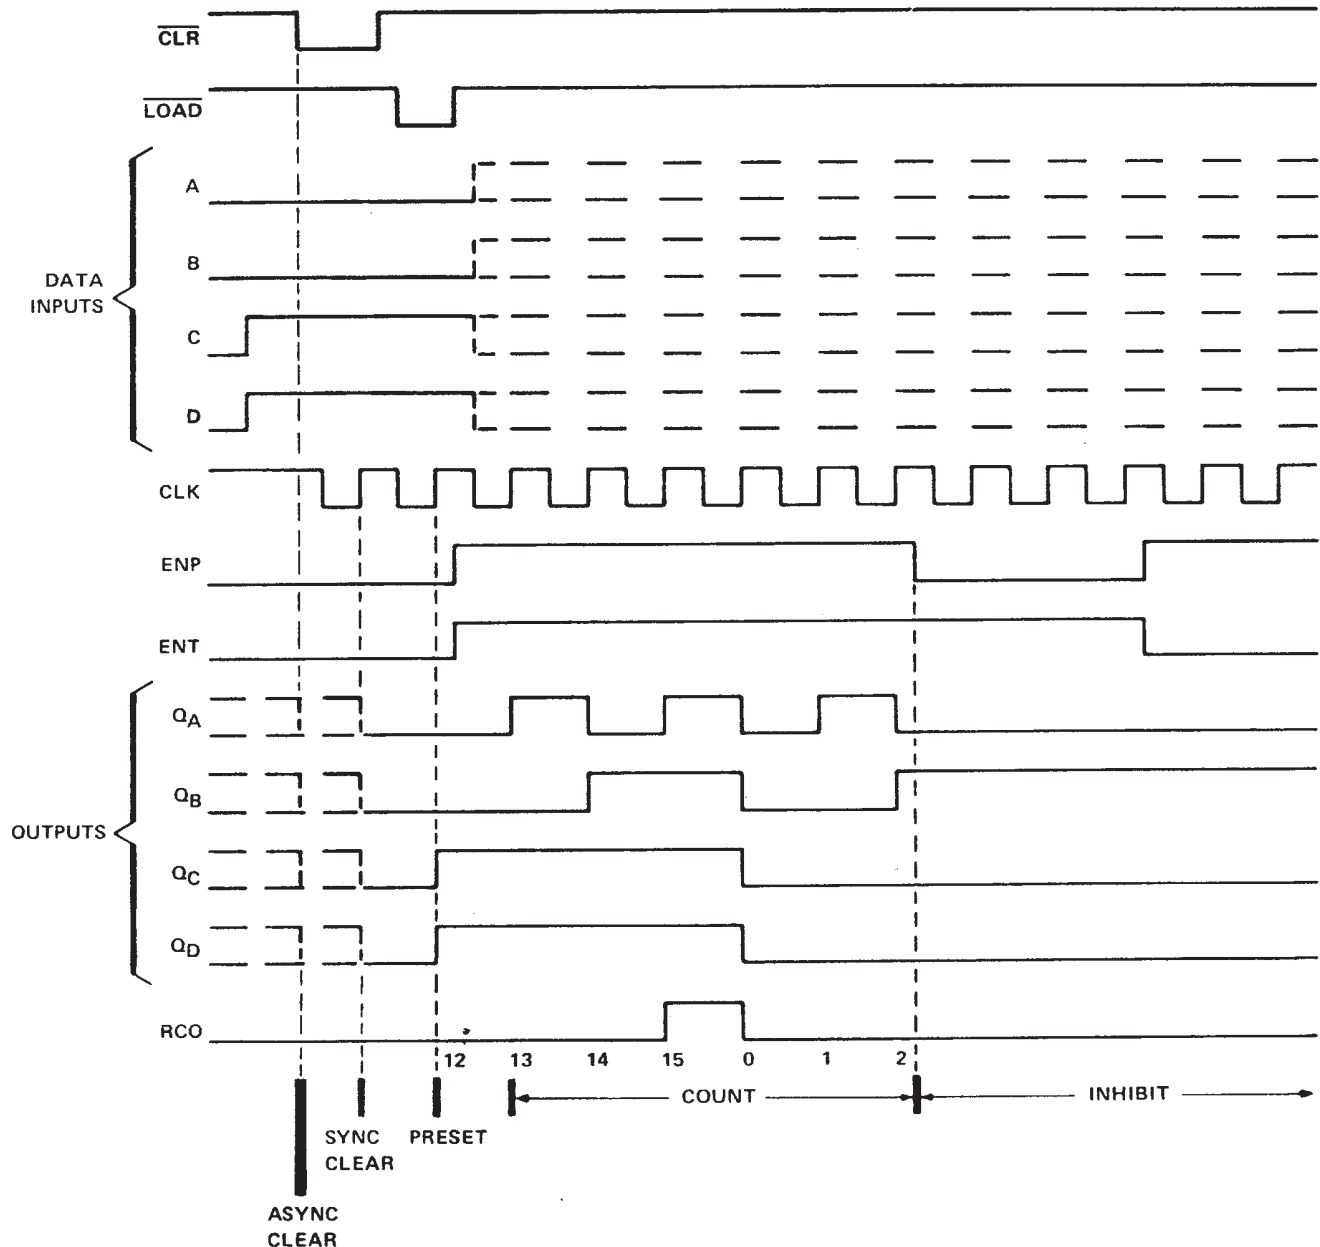 CLR
LOAD
A
B
DATA
INPUTS
C
D
CLK
ENP
ENT
QA
QB
OUTPUTS
QC
QD
RCO
12 13 14 15 0 1 2
COUNT INHIBIT
SYNC
CLEAR
PRESET
ASYNC
CLEAR